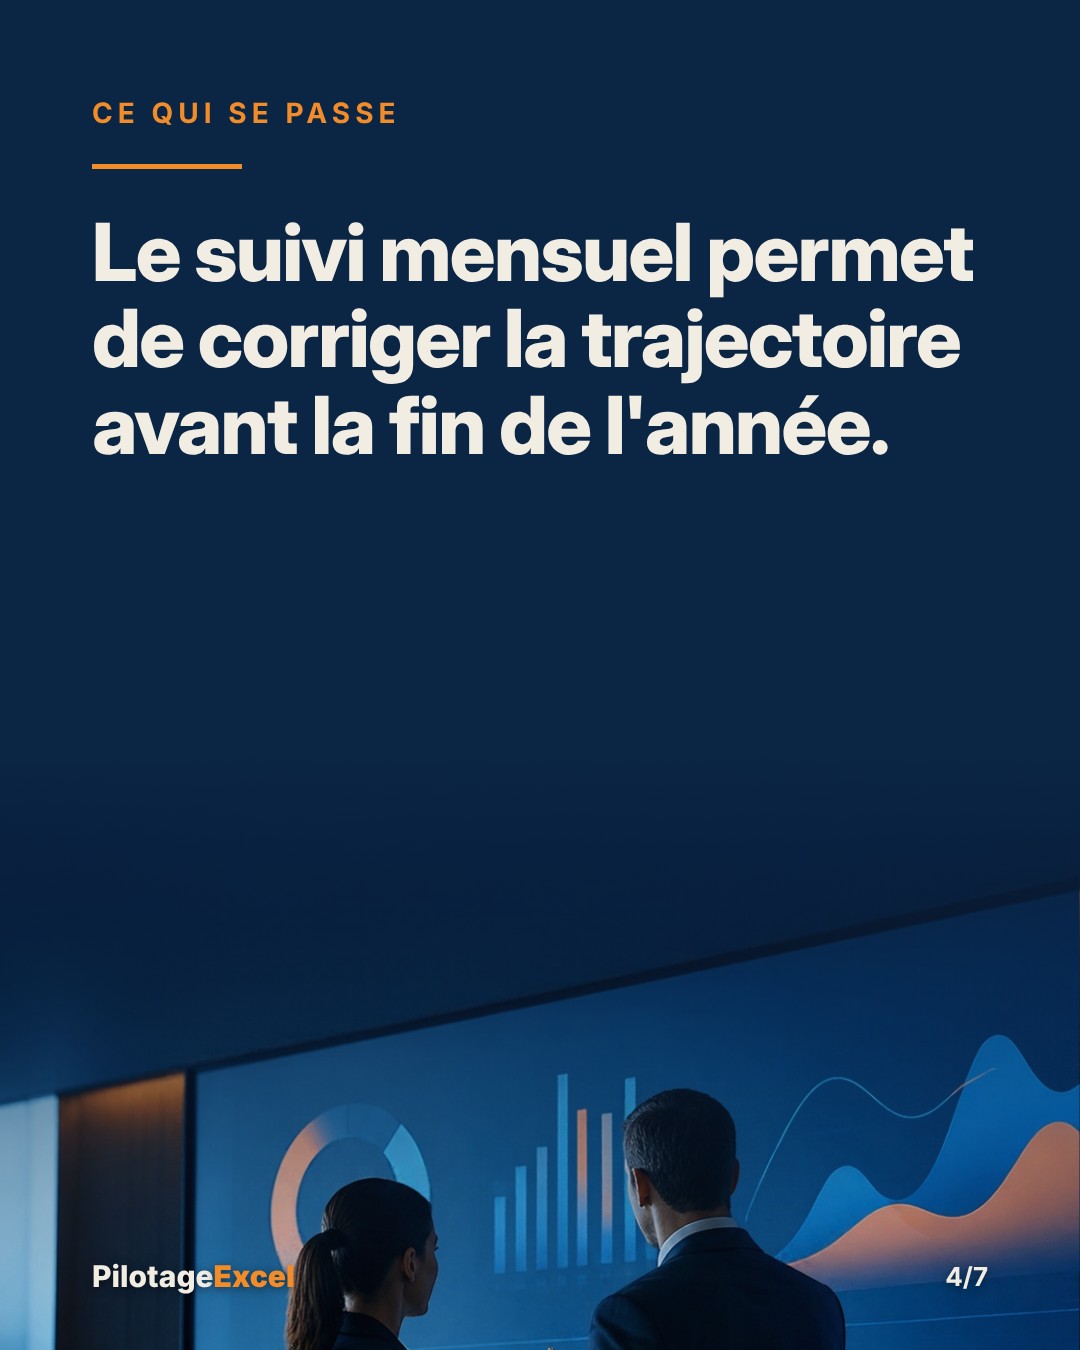 CE QUI SE PASSE
Le suivi mensuel permet
de corriger la trajectoire
avant la fin de l'année.
PilotageExcel
4/7